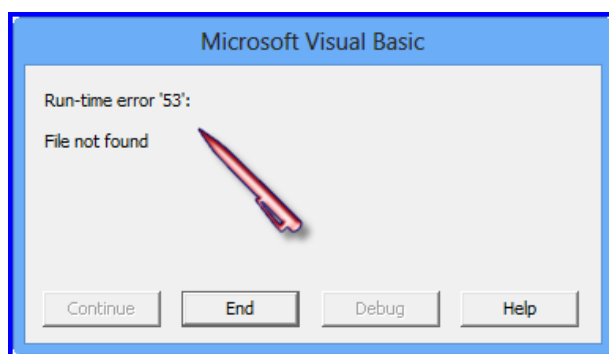 Microsoft Visual Basic
Run-time error '53':
File not found
Continue End Debug Help